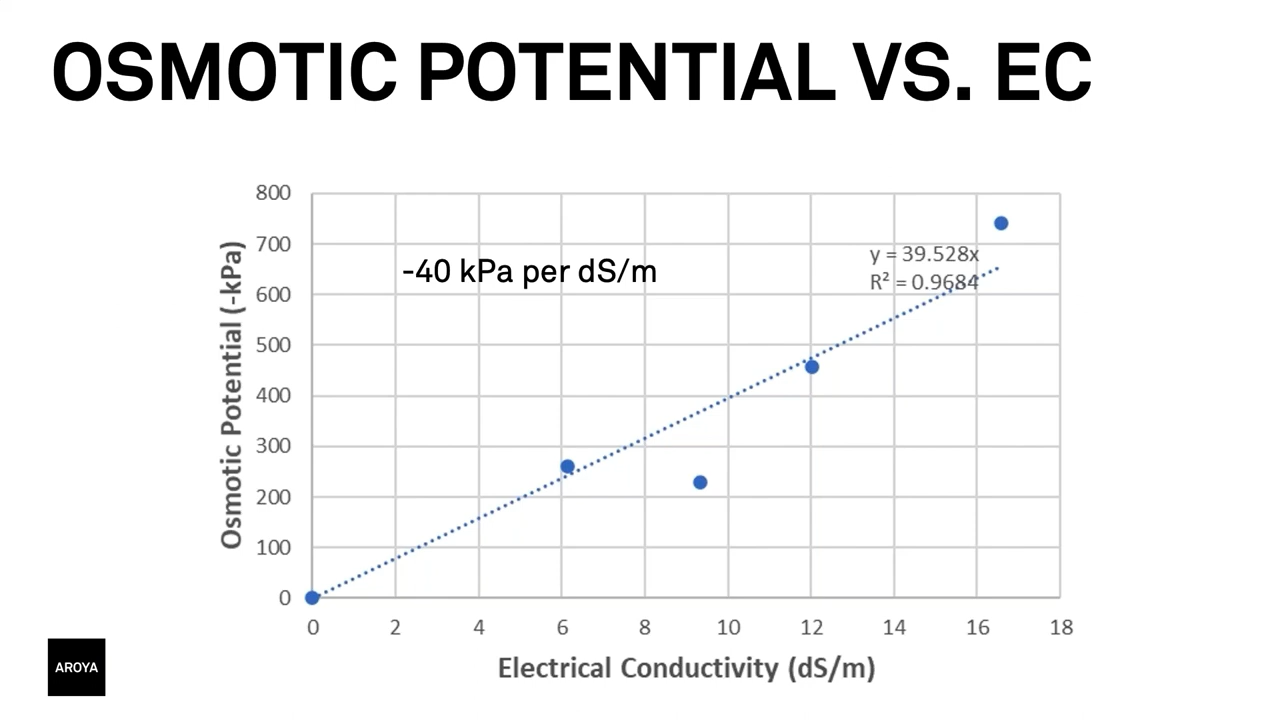 OSMOTIC POTENTIAL VS. EC
800
700
600
500
400
300
200
100
0
Osmotic Potential (-kPa)
-40 kPa per dS/m
y = 39.528x
R² = 0.9684
0 2 4 6 8 10 12 14 16 18
Electrical Conductivity (dS/m)
AROYA